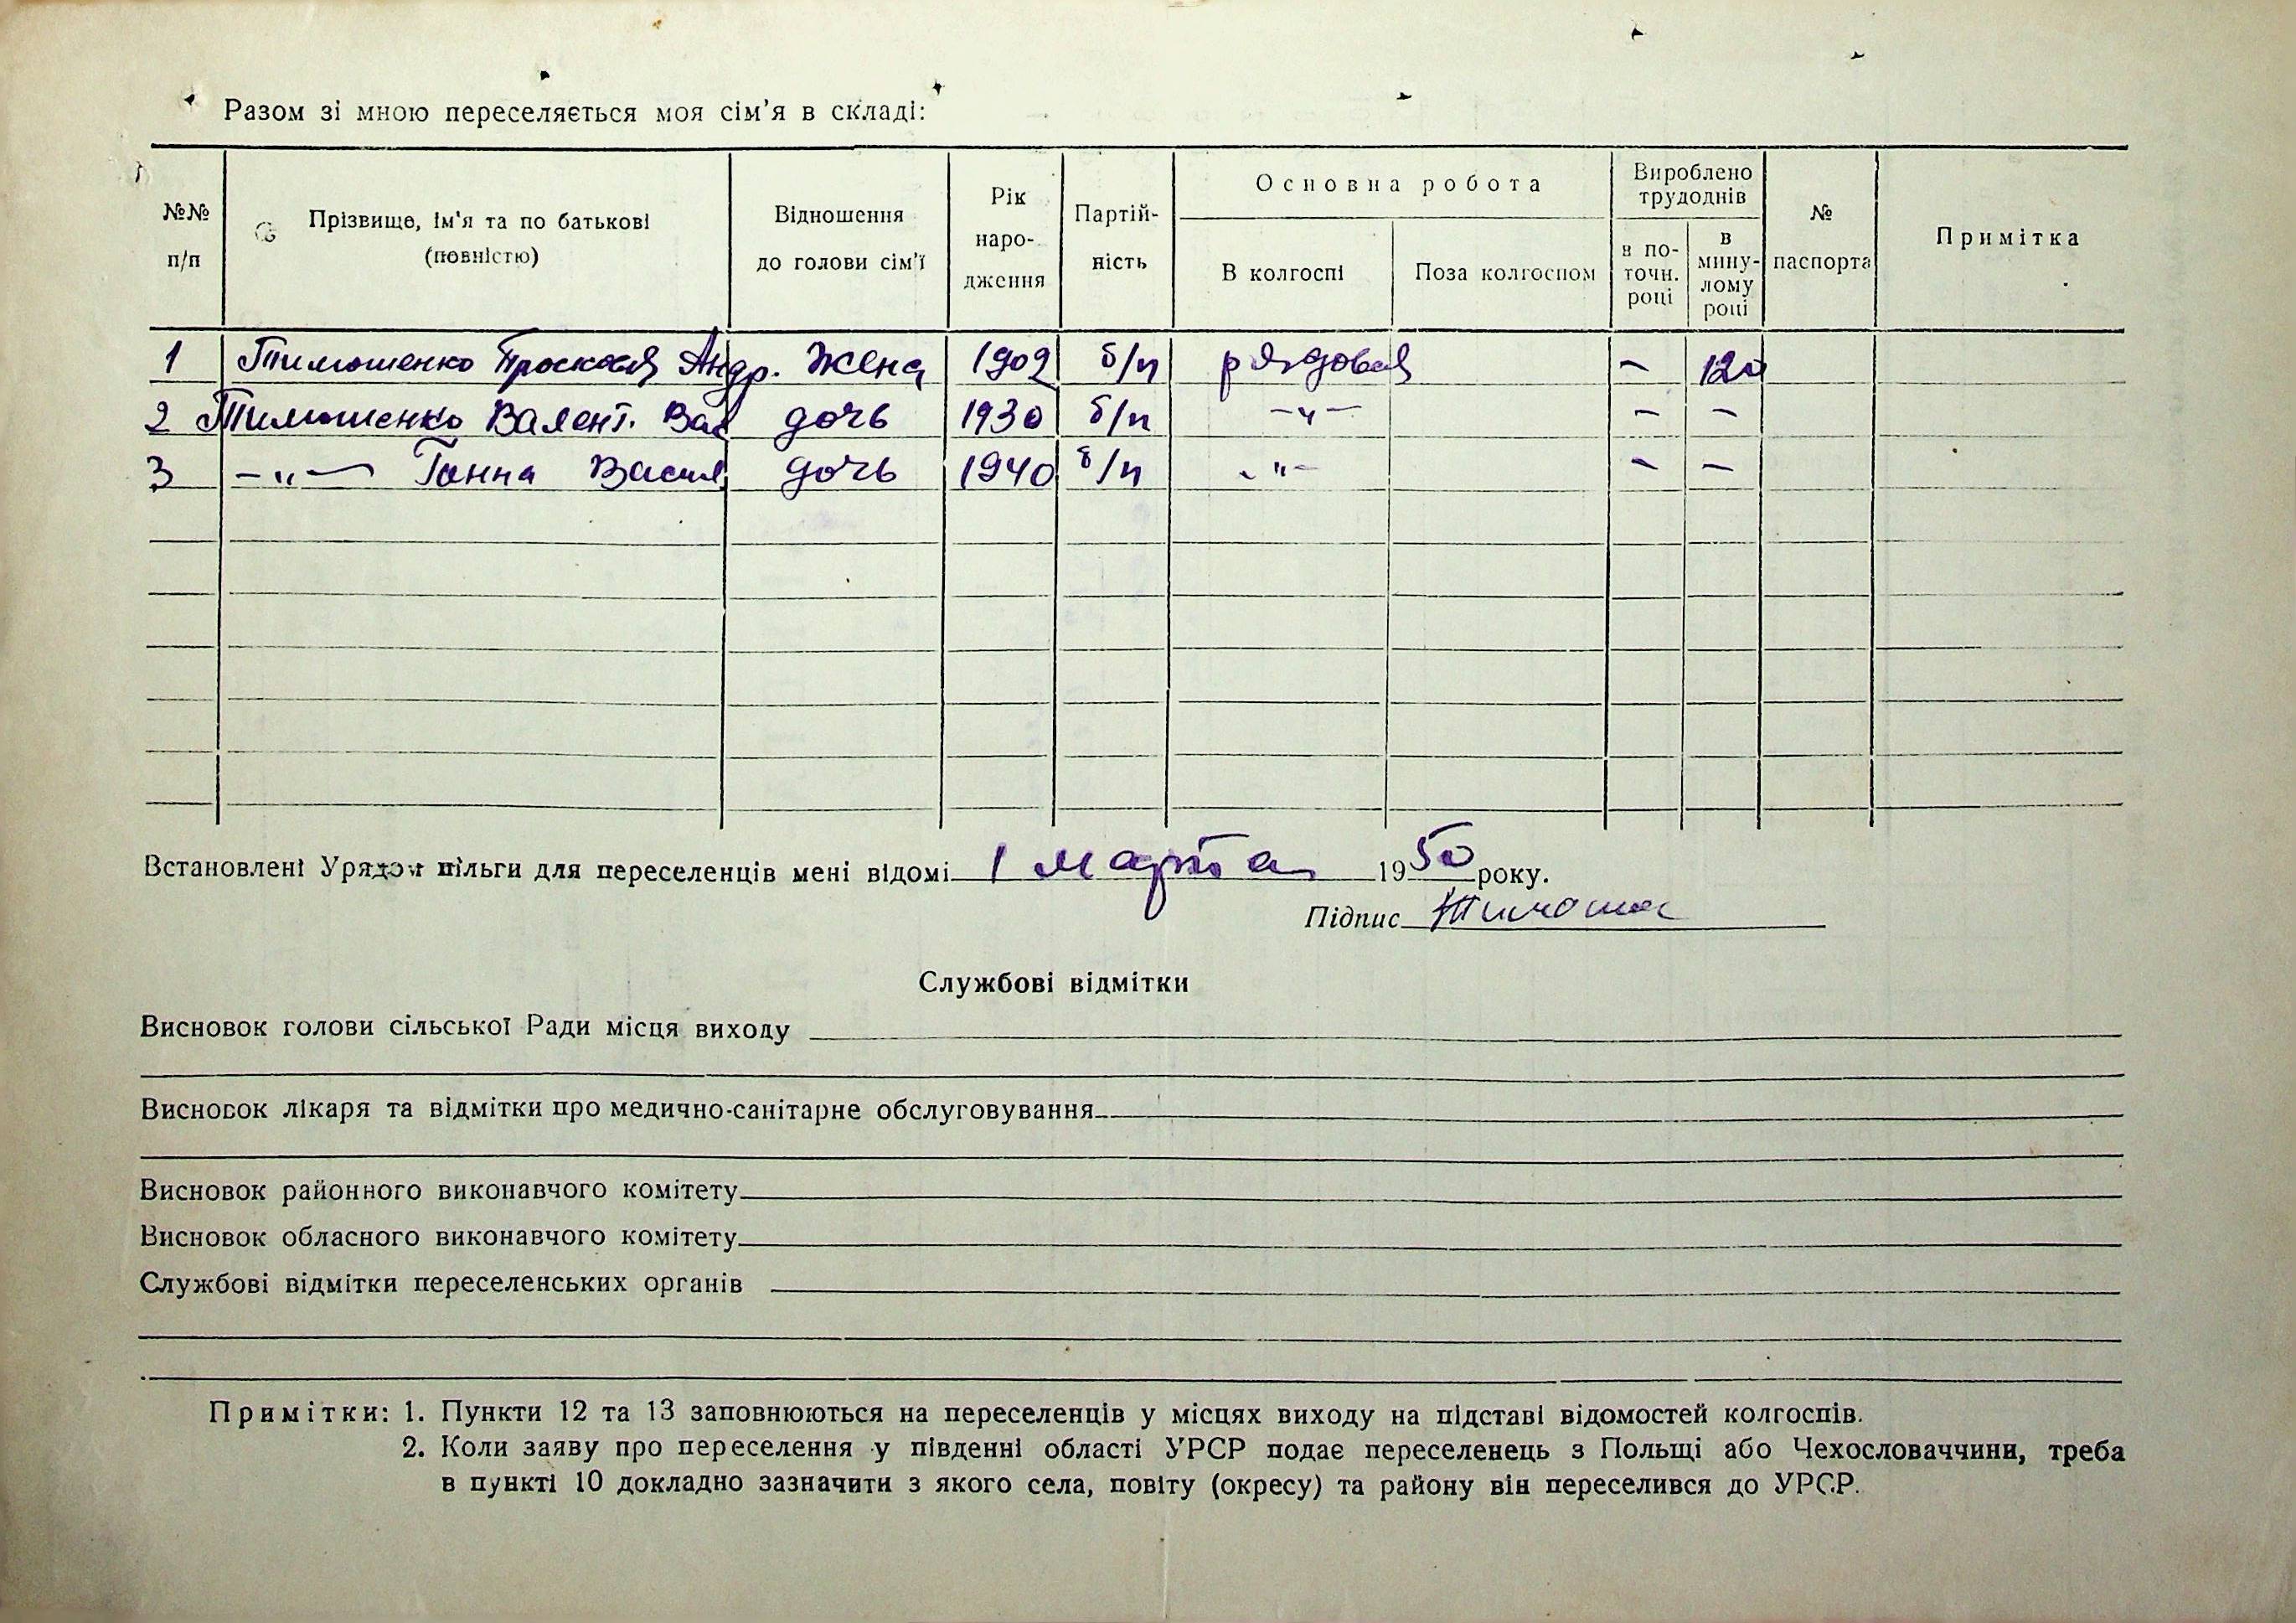 Разом зі мною переселяється моя сім'я в складі:
№№ п/п
Прізвище, ім'я та по батькові (повністю)
Відношення до голови сім'ї
Рік народження
Партійність
Основна робота
В колгоспі
Поза колгоспом
Вироблено трудоднів
в поточн. році
в минулому році
№ паспорта
Примітка
1 Тимошенко Просковя Андр. жена 1902 б/п рядовая – 120
2 Тимошенко Валент. Вас дочь 1930 б/п –"– – –
3 –"– Ганна Васил дочь 1940 б/п –"– – –
Встановлені Урядом пільги для переселенців мені відомі 1 марта 1950 року.
Підпис
Службові відмітки
Висновок голови сільської Ради місця виходу
Висновок лікаря та відмітки про медично-санітарне обслуговування
Висновок районного виконавчого комітету
Висновок обласного виконавчого комітету
Службові відмітки переселенських органів
Примітки: 1. Пункти 12 та 13 заповнюються на переселенців у місцях виходу на підставі відомостей колгоспів.
2. Коли заяву про переселення у південні області УРСР подає переселенець з Польщі або Чехословаччини, треба
в пункті 10 докладно зазначити з якого села, повіту (окресу) та району він переселився до УРСР.